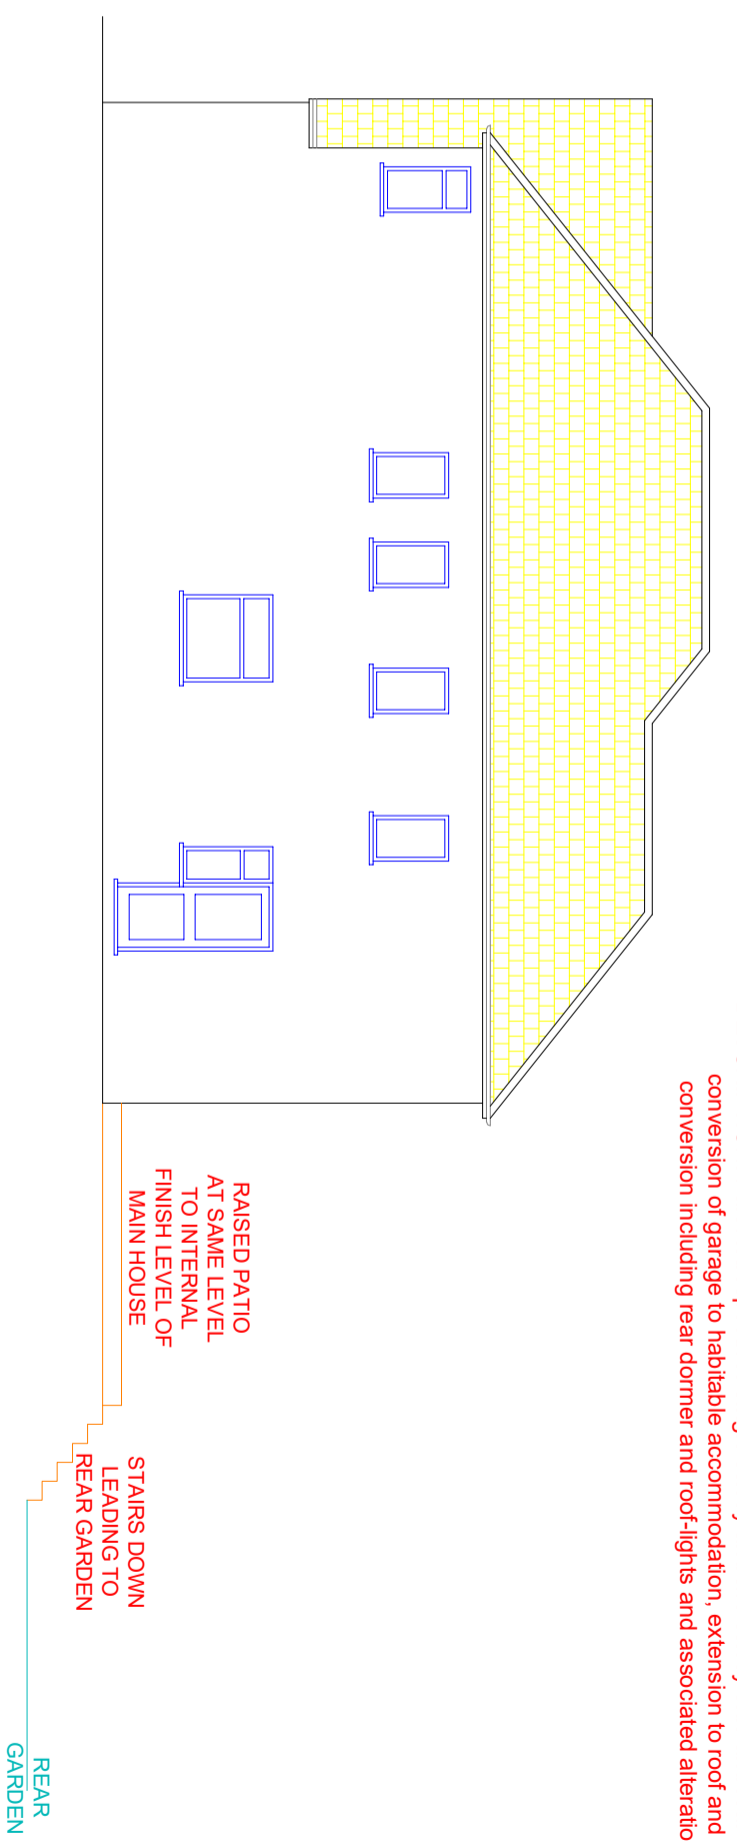 conversion of garage to habitable accommodation, extension to roof and
conversion including rear dormer and roof-lights and associated alteratio
RAISED PATIO
AT SAME LEVEL
TO INTERNAL
FINISH LEVEL OF
MAIN HOUSE
STAIRS DOWN
LEADING TO
REAR GARDEN
REAR
GARDEN